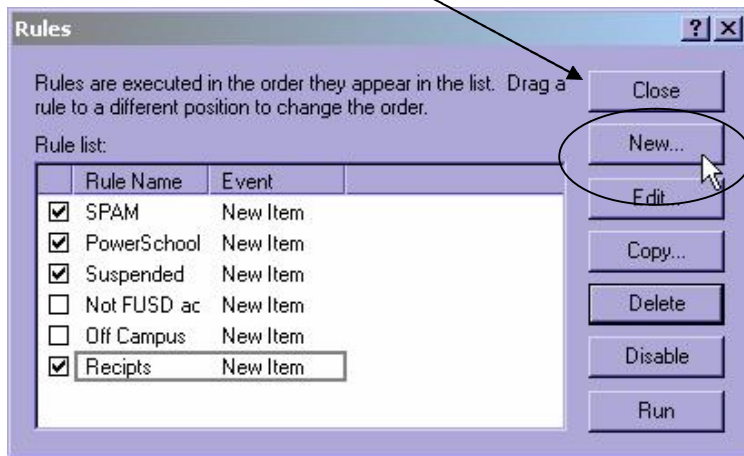 Rules
Rules are executed in the order they appear in the list. Drag a
rule to a different position to change the order.
Rule list:
Rule Name Event
SPAM New Item
PowerSchool New Item
Suspended New Item
Not FUSD ac New Item
Off Campus New Item
Recipts New Item
Close
New...
Edit...
Copy...
Delete
Disable
Run